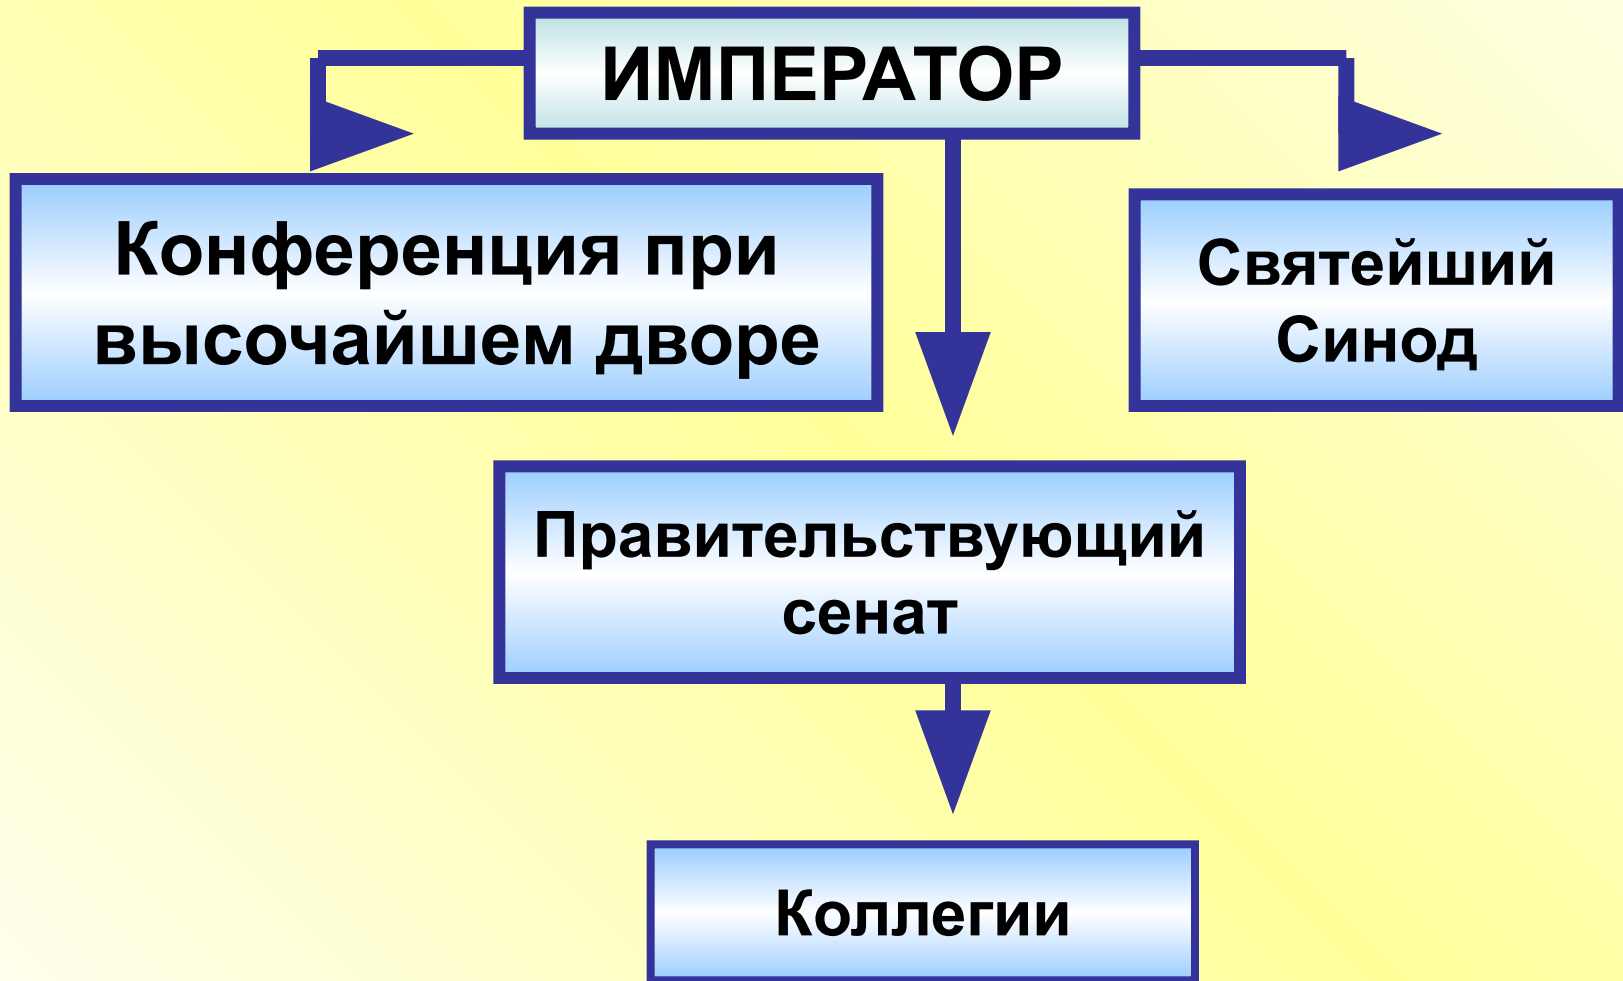 ИМПЕРАТОР
Конференция при
высочайшем дворе
Святейший
Синод
Правительствующий
сенат
Коллегии